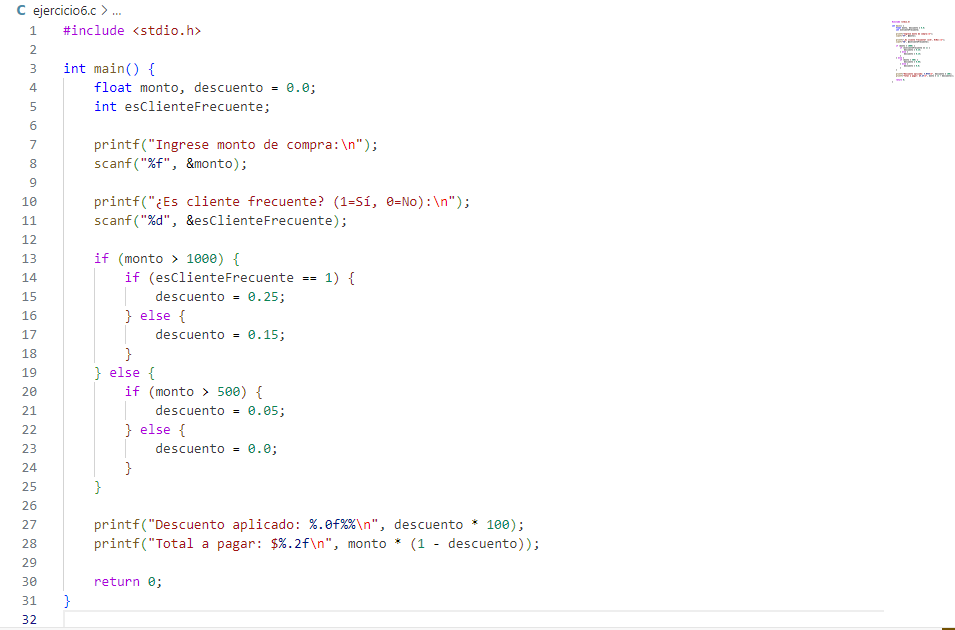 C ejercicio6.c > ...
1 #include <stdio.h>
2
3 int main() {
4     float monto, descuento = 0.0;
5     int esClienteFrecuente;
6
7     printf("Ingrese monto de compra:\n");
8     scanf("%f", &monto);
9
10     printf("¿Es cliente frecuente? (1=Sí, 0=No):\n");
11     scanf("%d", &esClienteFrecuente);
12
13     if (monto > 1000) {
14         if (esClienteFrecuente == 1) {
15             descuento = 0.25;
16         } else {
17             descuento = 0.15;
18         }
19     } else {
20         if (monto > 500) {
21             descuento = 0.05;
22         } else {
23             descuento = 0.0;
24         }
25     }
26
27     printf("Descuento aplicado: %.0f%%\n", descuento * 100);
28     printf("Total a pagar: $%.2f\n", monto * (1 - descuento));
29
30     return 0;
31 }
32